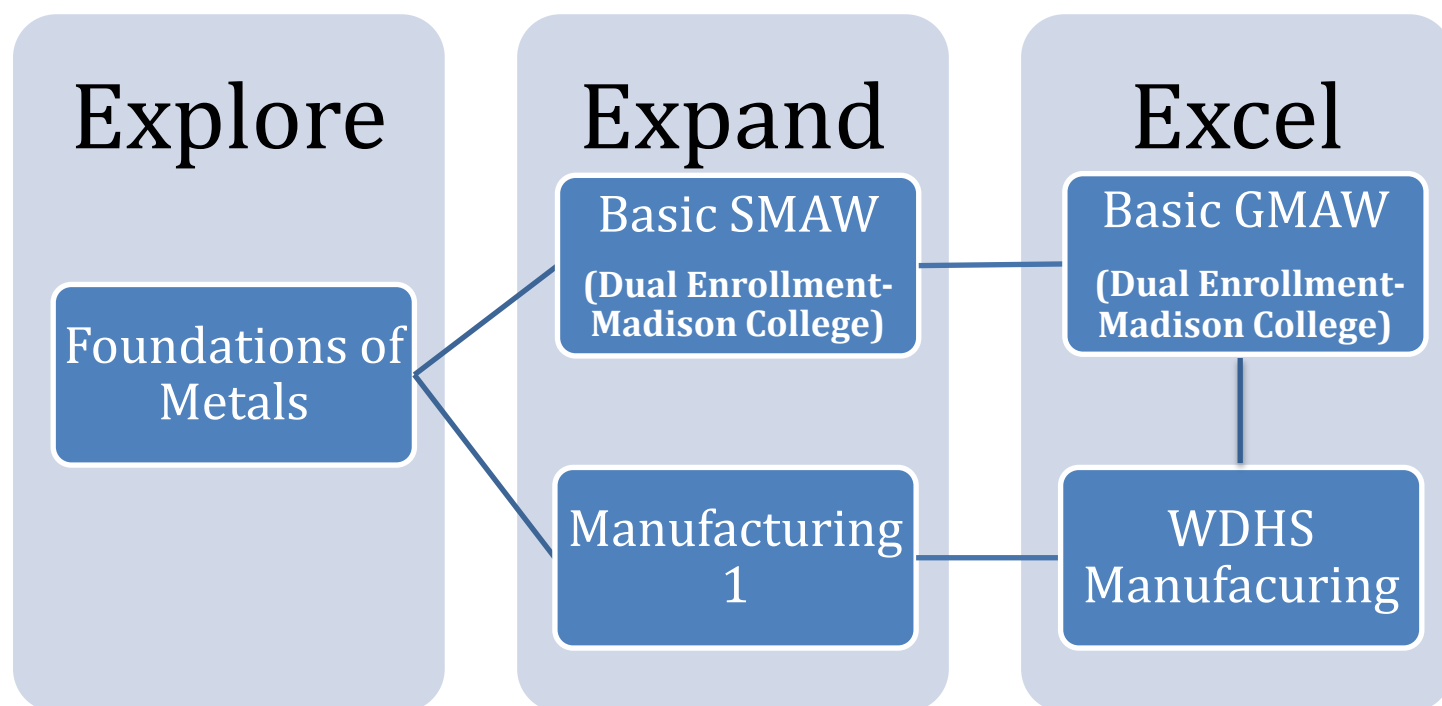 Explore
Foundations of
Metals
Expand
Basic SMAW
(Dual Enrollment-
Madison College)
Manufacturing
1
Excel
Basic GMAW
(Dual Enrollment-
Madison College)
WDHS
Manufacuring